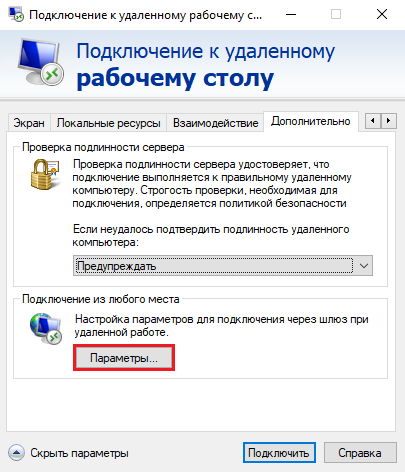 Подключение к удаленному рабочему с...
Подключение к удаленному
рабочему столу
Экран Локальные ресурсы Взаимодействие Дополнительно
Проверка подлинности сервера
Проверка подлинности сервера удостоверяет, что
подключение выполняется к правильному удаленному
компьютеру. Строгость проверки, необходимая для
подключения, определяется политикой безопасности
Если неудалось подтвердить подлинность удаленного
компьютера:
Предупреждать
Подключение из любого места
Настройка параметров для подключения через шлюз при
удаленной работе.
Параметры...
Скрыть параметры Подключить Справка